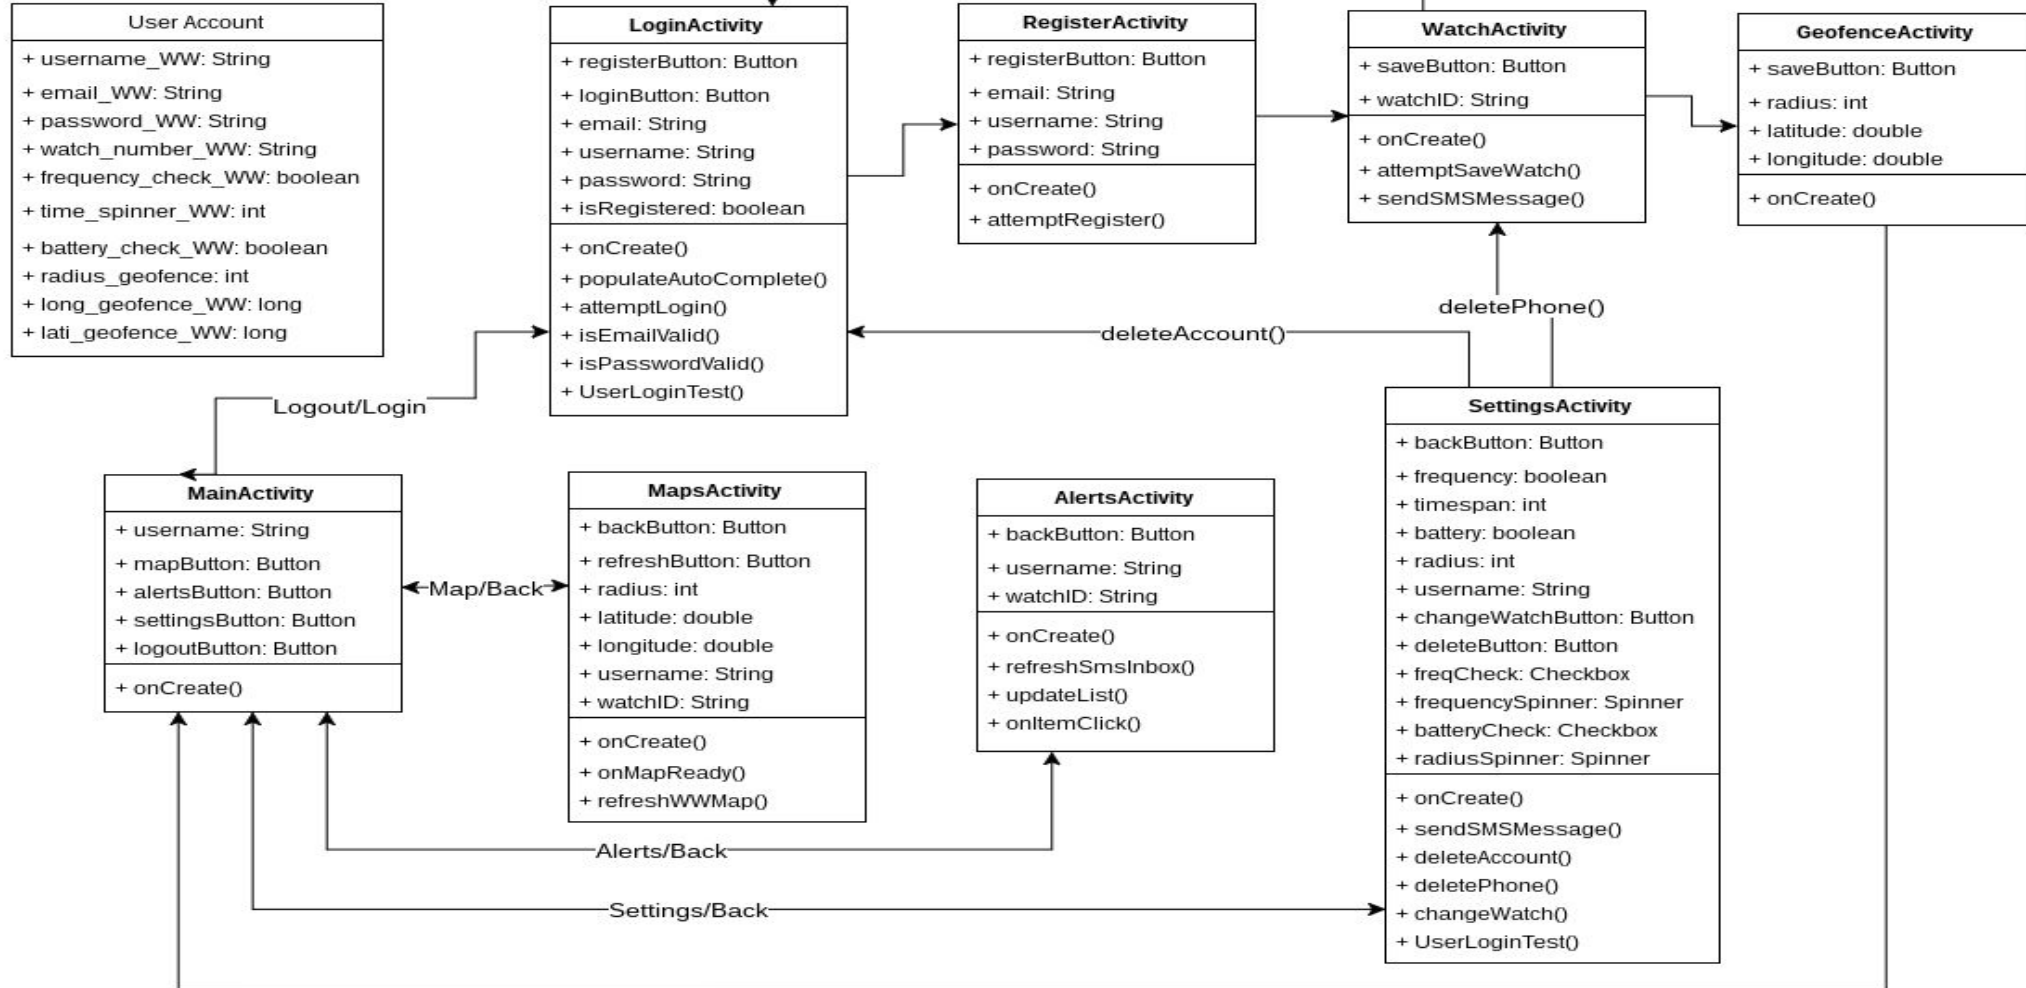 User Account
+ username_WW: String
+ email_WW: String
+ password_WW: String
+ watch_number_WW: String
+ frequency_check_WW: boolean
+ time_spinner_WW: int
+ battery_check_WW: boolean
+ radius_geofence: int
+ long_geofence_WW: long
+ lati_geofence_WW: long
LoginActivity
+ registerButton: Button
+ loginButton: Button
+ email: String
+ username: String
+ password: String
+ isRegistered: boolean
+ onCreate()
+ populateAutoComplete()
+ attemptLogin()
+ isEmailValid()
+ isPasswordValid()
+ UserLoginTest()
RegisterActivity
+ registerButton: Button
+ email: String
+ username: String
+ password: String
+ onCreate()
+ attemptRegister()
WatchActivity
+ saveButton: Button
+ watchID: String
+ onCreate()
+ attemptSaveWatch()
+ sendSMSMessage()
GeofenceActivity
+ saveButton: Button
+ radius: int
+ latitude: double
+ longitude: double
+ onCreate()
deletePhone()
deleteAccount()
Logout/Login
MainActivity
+ username: String
+ mapButton: Button
+ alertsButton: Button
+ settingsButton: Button
+ logoutButton: Button
+ onCreate()
Map/Back
MapsActivity
+ backButton: Button
+ refreshButton: Button
+ radius: int
+ latitude: double
+ longitude: double
+ username: String
+ watchID: String
+ onCreate()
+ onMapReady()
+ refreshWWMap()
AlertsActivity
+ backButton: Button
+ username: String
+ watchID: String
+ onCreate()
+ refreshSmsInbox()
+ updateList()
+ onItemClick()
SettingsActivity
+ backButton: Button
+ frequency: boolean
+ timespan: int
+ battery: boolean
+ radius: int
+ username: String
+ changeWatchButton: Button
+ deleteButton: Button
+ freqCheck: Checkbox
+ frequencySpinner: Spinner
+ batteryCheck: Checkbox
+ radiusSpinner: Spinner
+ onCreate()
+ sendSMSMessage()
+ deleteAccount()
+ deletePhone()
+ changeWatch()
+ UserLoginTest()
Alerts/Back
Settings/Back